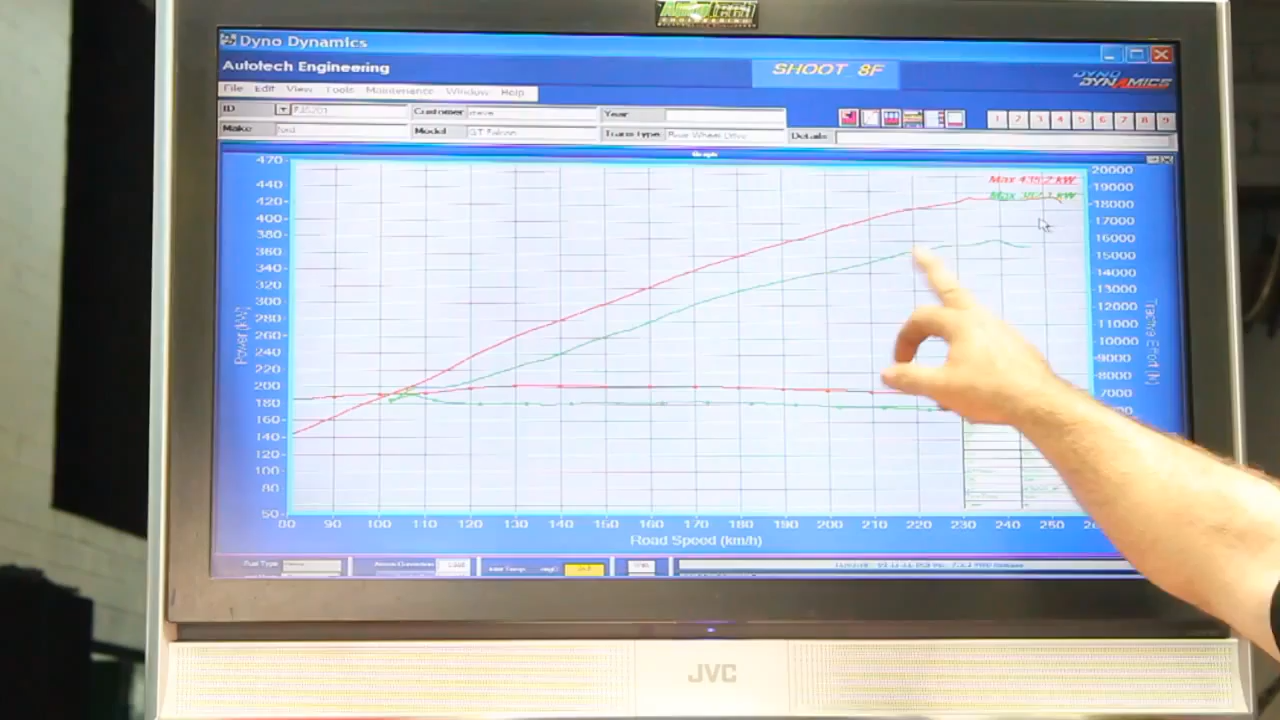 Dyno Dynamics
Autotech Engineering
SHOOT 8F
DYNO DYNAMICS
File Edit View Tools Maintenance Window Help
ID
Customer steve
Year
1 2 3 4 5 6 7 8 9
Make ford
Model GT Falcon
Trans type Rear Wheel Drive
Details
Graph
470
440
420
400
380
360
340
320
300
280
260
240
220
200
180
160
140
120
100
80
50
Power (kW)
20000
19000
18000
17000
16000
15000
14000
13000
12000
11000
10000
9000
8000
7000
Tractive Effort (N)
80 90 100 110 120 130 140 150 160 170 180 190 200 210 220 230 240 250
Road Speed (km/h)
Fuel Type
JVC